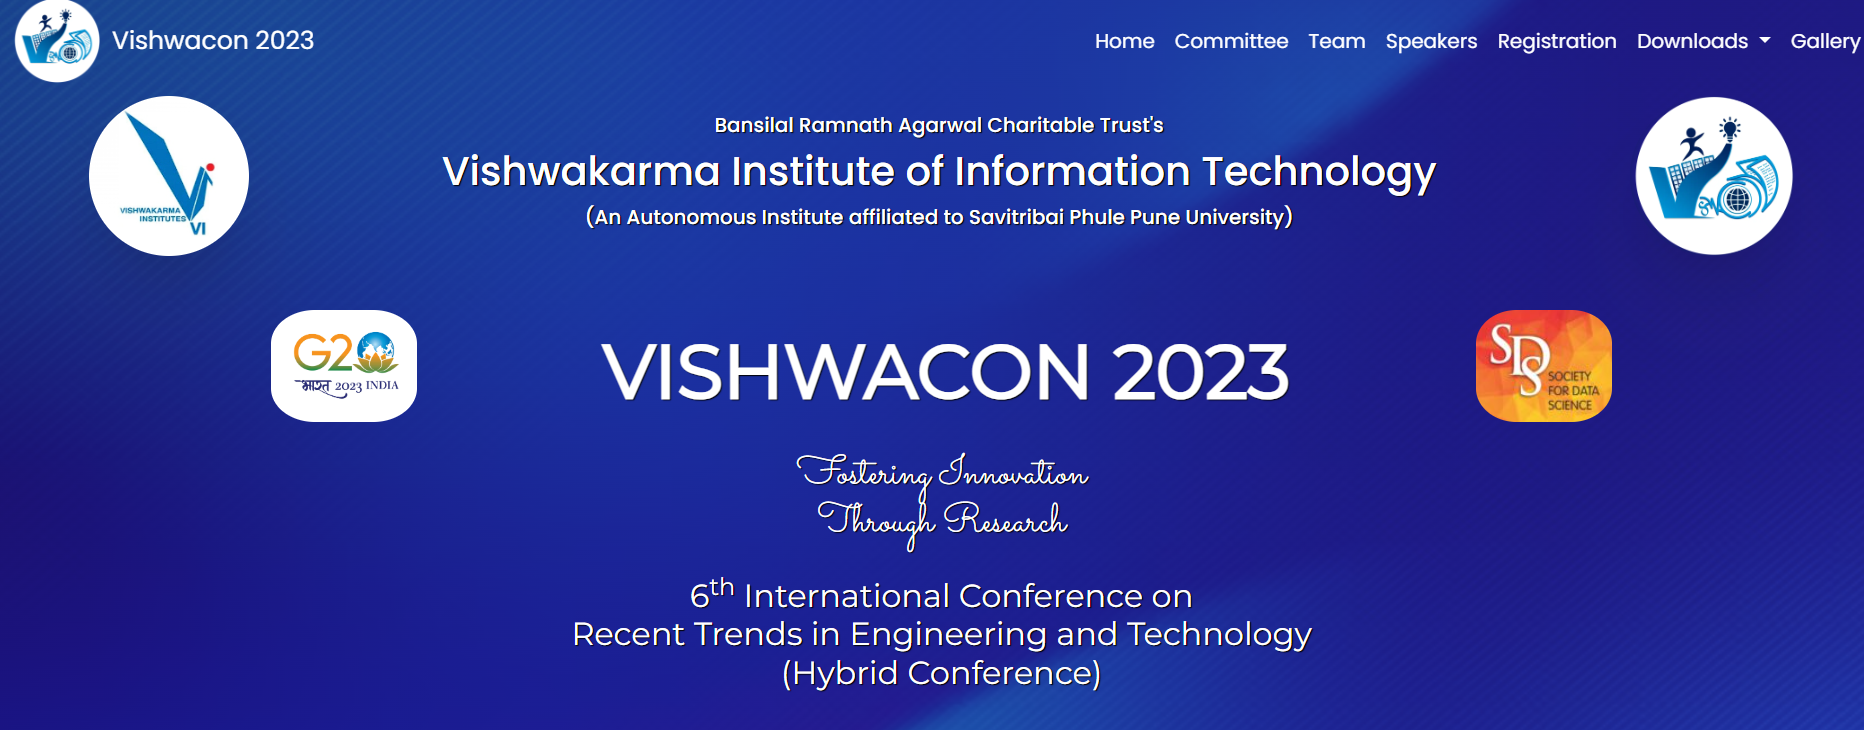 Vishwacon 2023
Home Committee Team Speakers Registration Downloads Gallery
Bansilal Ramnath Agarwal Charitable Trust's
Vishwakarma Institute of Information Technology
(An Autonomous Institute affiliated to Savitribai Phule Pune University)
VISHWAKARMA
INSTITUTES
VI
G20
भारत 2023 INDIA
VISHWACON 2023
SDS
SOCIETY
FOR DATA
SCIENCE
Fostering Innovation
Through Research
6th International Conference on
Recent Trends in Engineering and Technology
(Hybrid Conference)